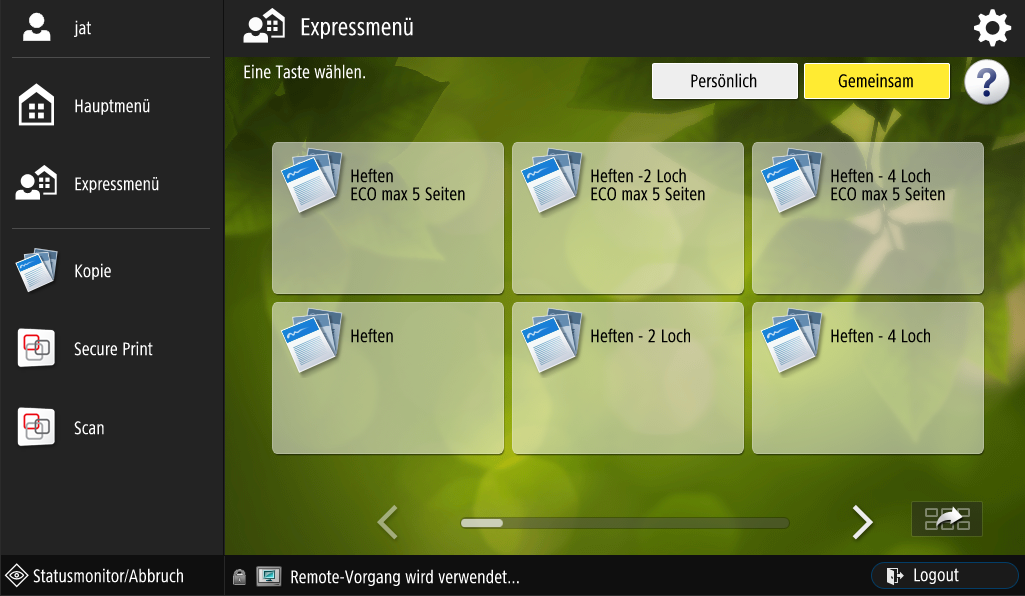 jat
Hauptmenü
Expressmenü
Kopie
Secure Print
Scan
Expressmenü
Eine Taste wählen.
Persönlich
Gemeinsam
?
Heften
ECO max 5 Seiten
Heften -2 Loch
ECO max 5 Seiten
Heften - 4 Loch
ECO max 5 Seiten
Heften
Heften - 2 Loch
Heften - 4 Loch
Statusmonitor/Abbruch
Remote-Vorgang wird verwendet...
Logout